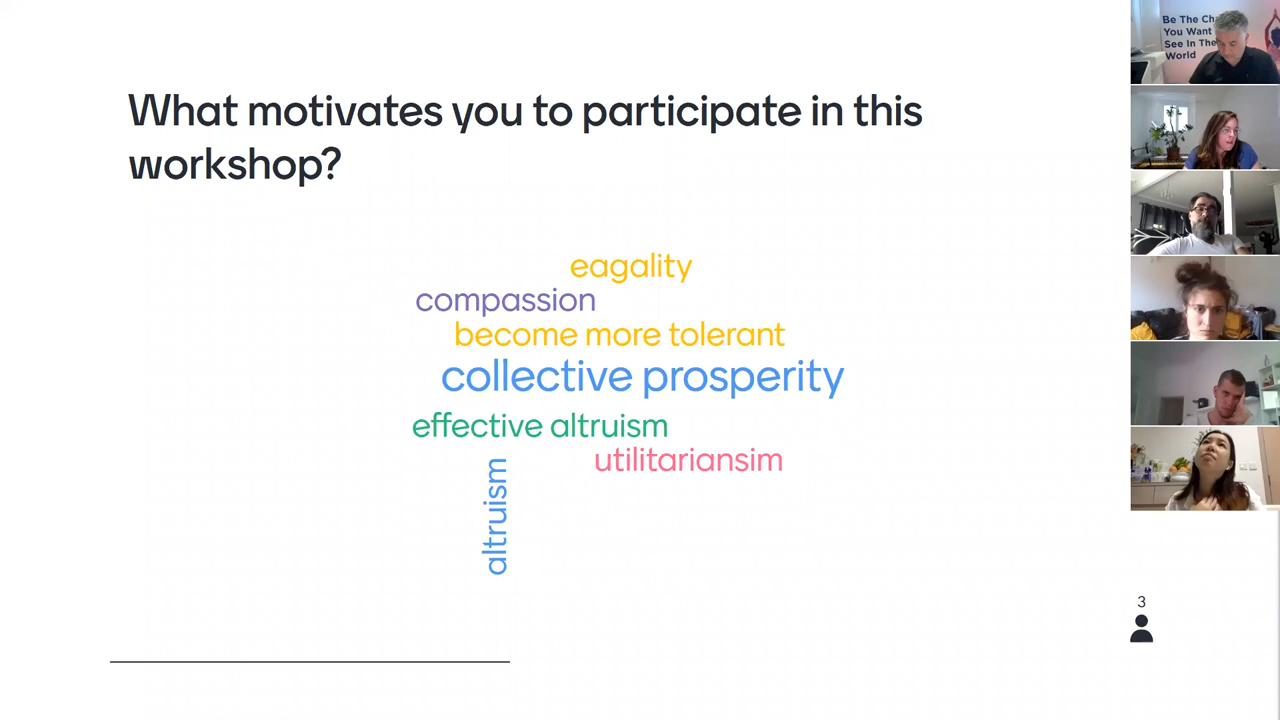 What motivates you to participate in this
workshop?
eagality
compassion
become more tolerant
collective prosperity
effective altruism
utilitariansim
altruism
Be The Cha
You Want
See In The
World
3